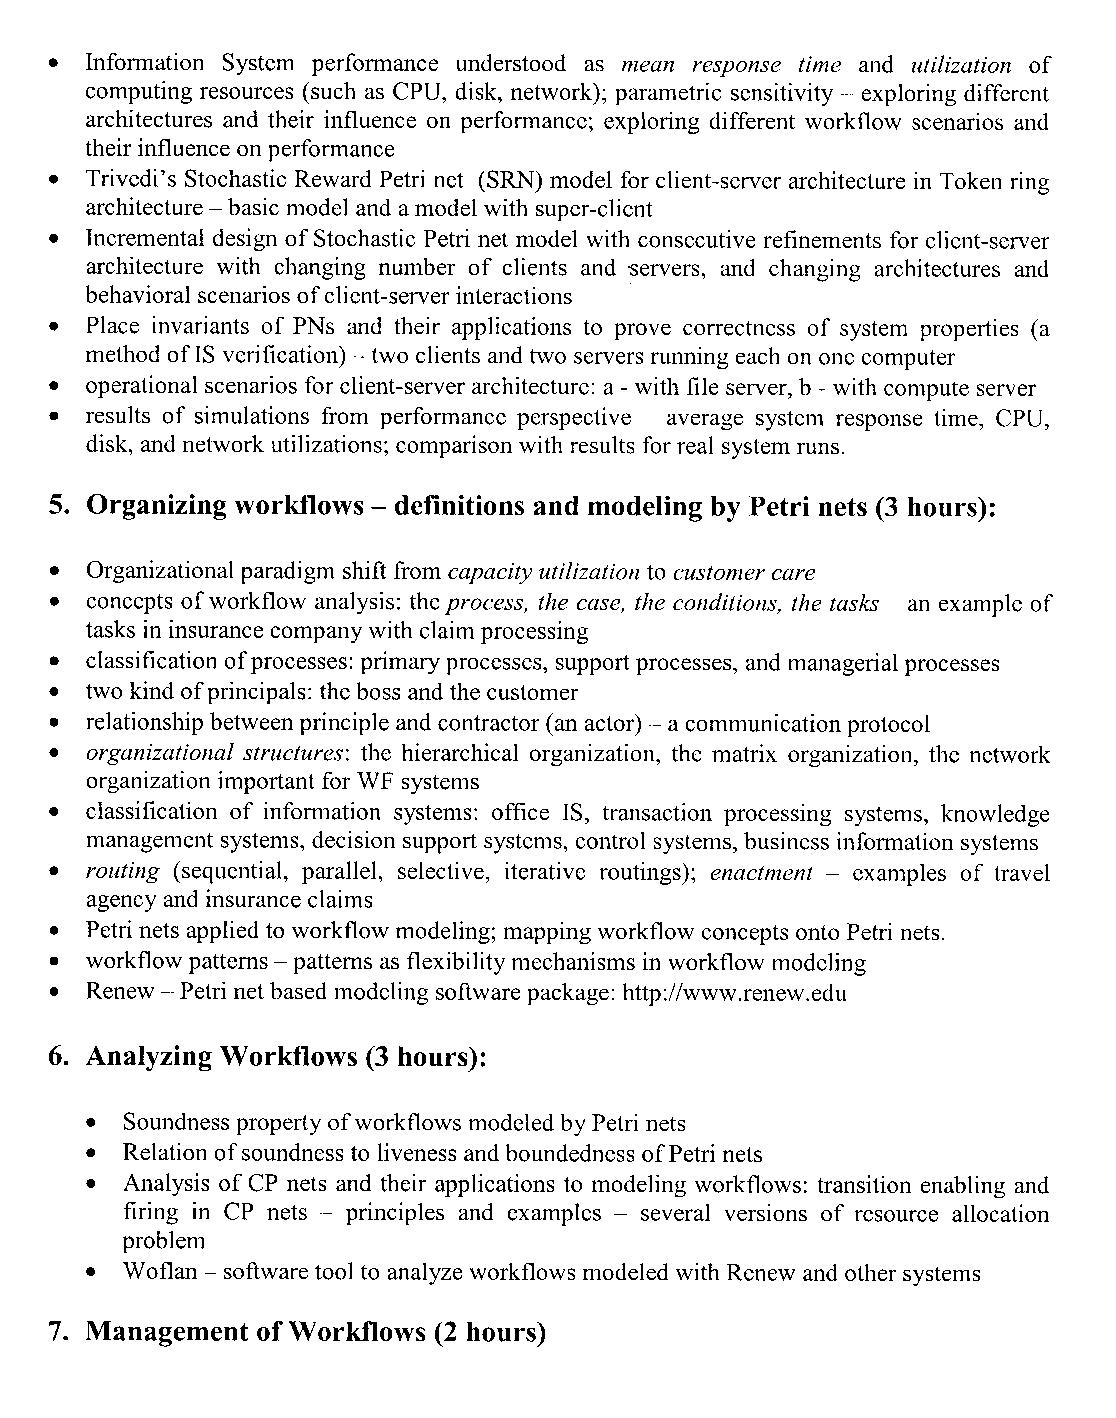 • Information System performance understood as mean response time and utilization of
computing resources (such as CPU, disk, network); parametric sensitivity – exploring different
architectures and their influence on performance; exploring different workflow scenarios and
their influence on performance
• Trivedi's Stochastic Reward Petri net (SRN) model for client-server architecture in Token ring
architecture – basic model and a model with super-client
• Incremental design of Stochastic Petri net model with consecutive refinements for client-server
architecture with changing number of clients and servers, and changing architectures and
behavioral scenarios of client-server interactions
• Place invariants of PNs and their applications to prove correctness of system properties (a
method of IS verification) – two clients and two servers running each on one computer
• operational scenarios for client-server architecture: a - with file server, b - with compute server
• results of simulations from performance perspective average system response time, CPU,
disk, and network utilizations; comparison with results for real system runs.
5. Organizing workflows – definitions and modeling by Petri nets (3 hours):
• Organizational paradigm shift from capacity utilization to customer care
• concepts of workflow analysis: the process, the case, the conditions, the tasks an example of
tasks in insurance company with claim processing
• classification of processes: primary processes, support processes, and managerial processes
• two kind of principals: the boss and the customer
• relationship between principle and contractor (an actor) – a communication protocol
• organizational structures: the hierarchical organization, the matrix organization, the network
organization important for WF systems
• classification of information systems: office IS, transaction processing systems, knowledge
management systems, decision support systems, control systems, business information systems
• routing (sequential, parallel, selective, iterative routings); enactment – examples of travel
agency and insurance claims
• Petri nets applied to workflow modeling; mapping workflow concepts onto Petri nets.
• workflow patterns – patterns as flexibility mechanisms in workflow modeling
• Renew – Petri net based modeling software package: http://www.renew.edu
6. Analyzing Workflows (3 hours):
• Soundness property of workflows modeled by Petri nets
• Relation of soundness to liveness and boundedness of Petri nets
• Analysis of CP nets and their applications to modeling workflows: transition enabling and
firing in CP nets – principles and examples – several versions of resource allocation
problem
• Woflan – software tool to analyze workflows modeled with Renew and other systems
7. Management of Workflows (2 hours)